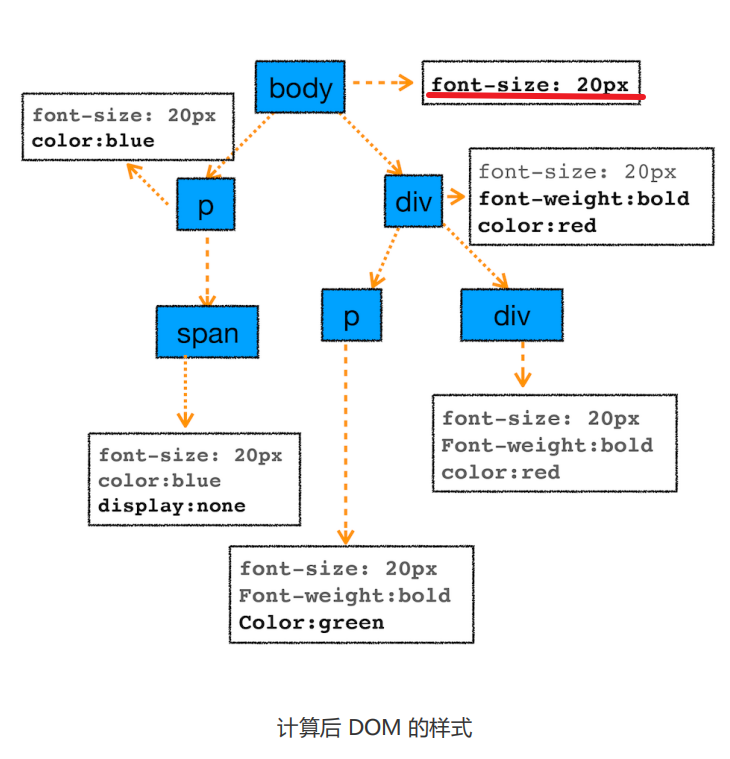 body
font-size: 20px
font-size: 20px
color:blue
p
div
font-size: 20px
font-weight:bold
color:red
span
p
div
font-size: 20px
color:blue
display:none
font-size: 20px
Font-weight:bold
color:red
font-size: 20px
Font-weight:bold
Color:green
计算后 DOM 的样式